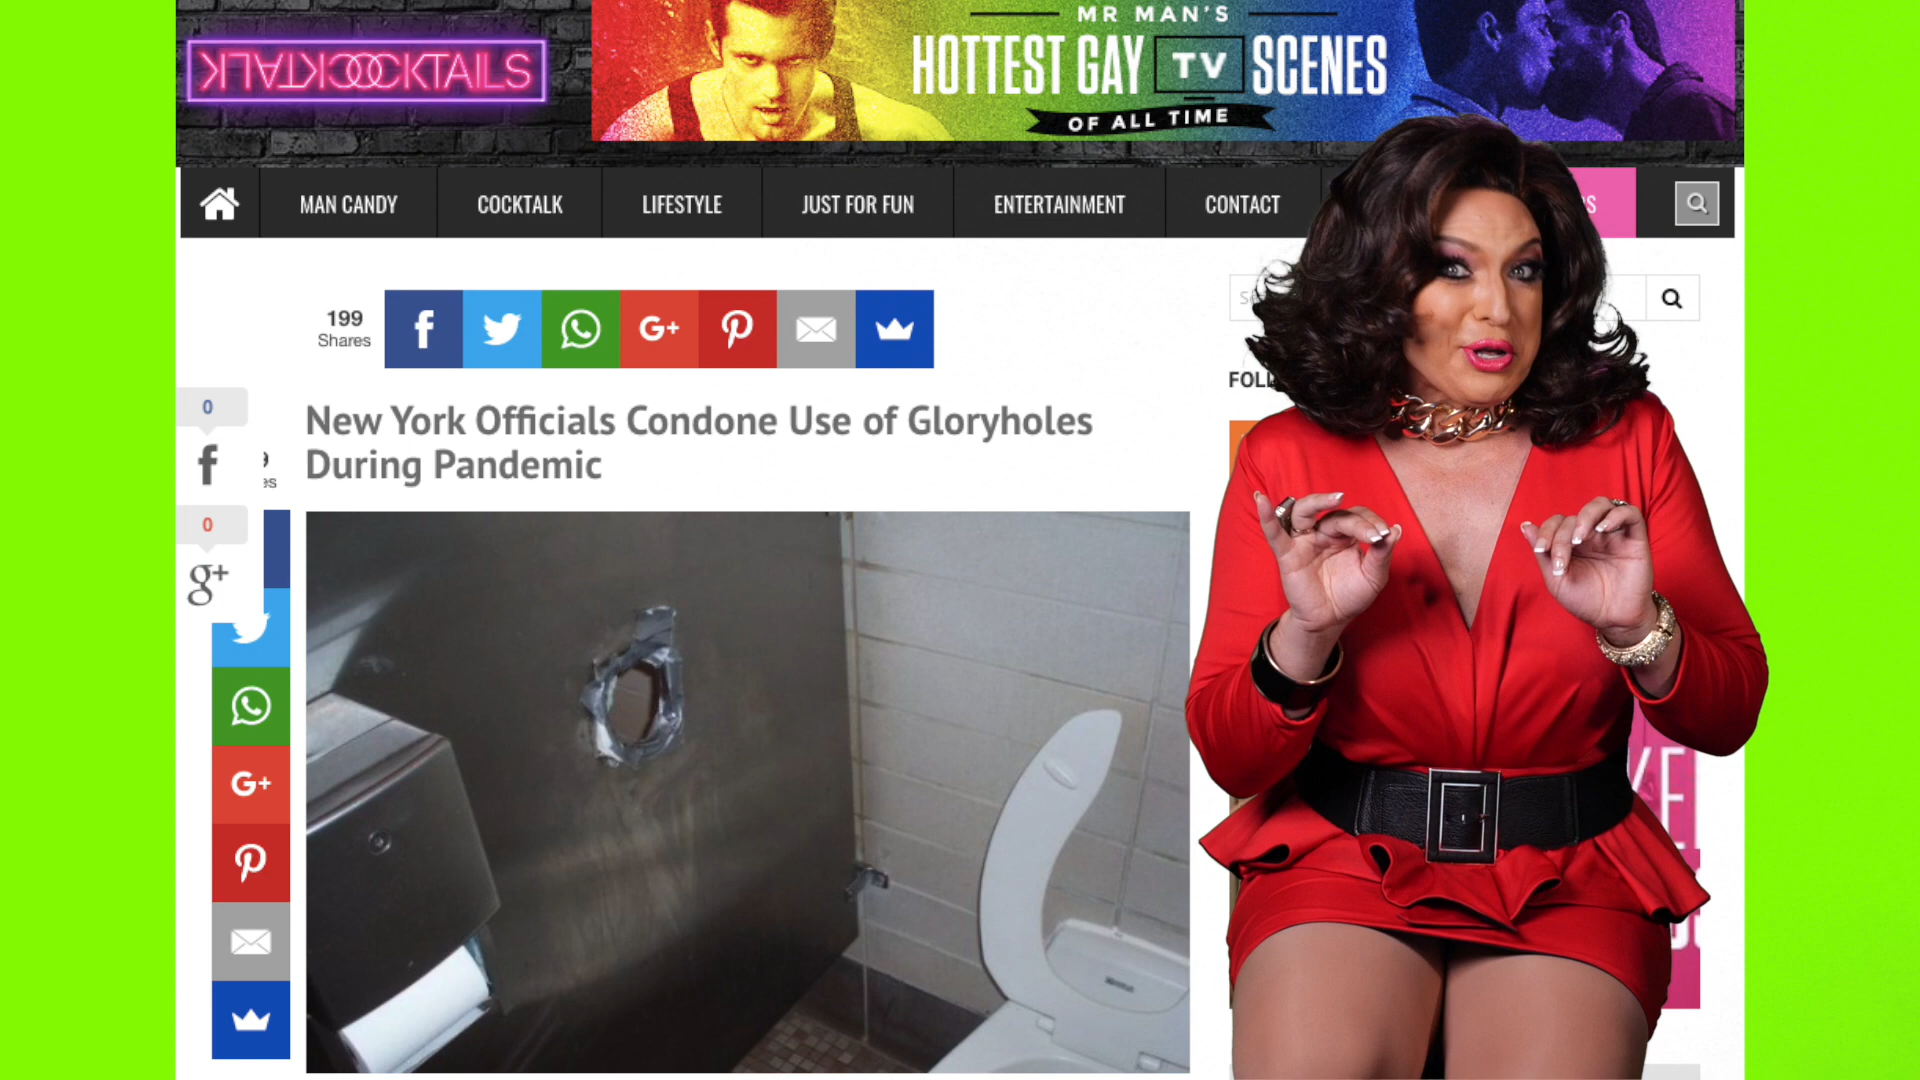 KLATKCOCKTAILS
MR MAN'S
HOTTEST GAY TV SCENES
OF ALL TIME
MAN CANDY
COCKTALK
LIFESTYLE
JUST FOR FUN
ENTERTAINMENT
CONTACT
199
Shares
f
G+
0
f
New York Officials Condone Use of Gloryholes
During Pandemic
0
g+
G+